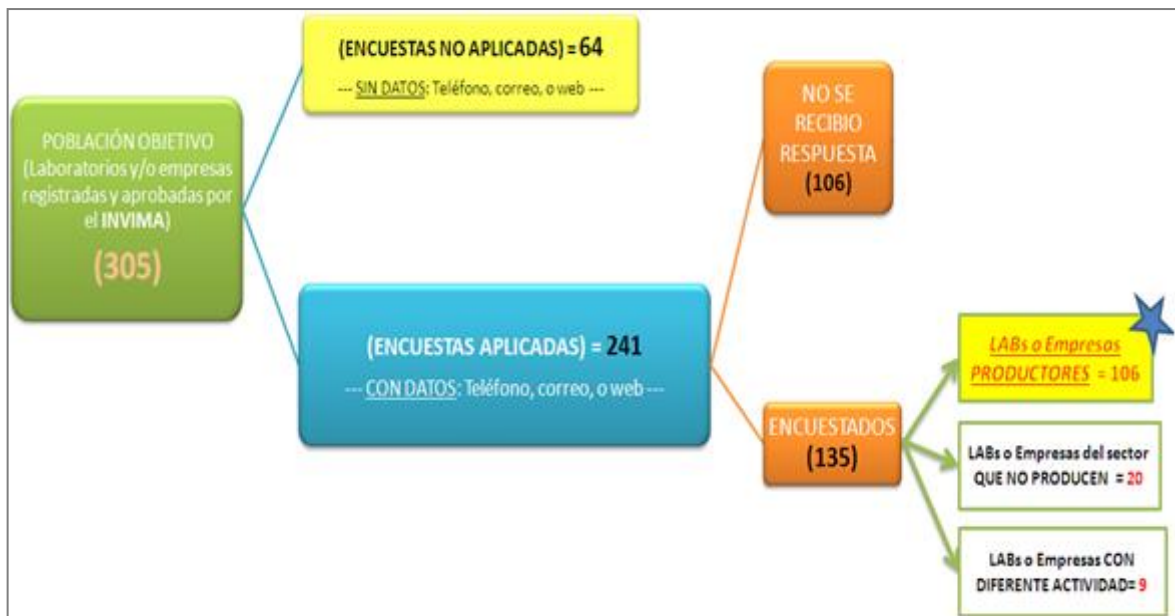 POBLACIÓN OBJETIVO
(Laboratorios y/o empresas
registradas y aprobadas por
el INVIMA)
(305)
(ENCUESTAS NO APLICADAS) = 64
--- SIN DATOS: Teléfono, correo, o web ---
(ENCUESTAS APLICADAS) = 241
--- CON DATOS: Teléfono, correo, o web ---
NO SE
RECIBIO
RESPUESTA
(106)
ENCUESTADOS
(135)
LABs o Empresas
PRODUCTORES = 106
LABs o Empresas del sector
QUE NO PRODUCEN = 20
LABs o Empresas CON
DIFERENTE ACTIVIDAD= 9